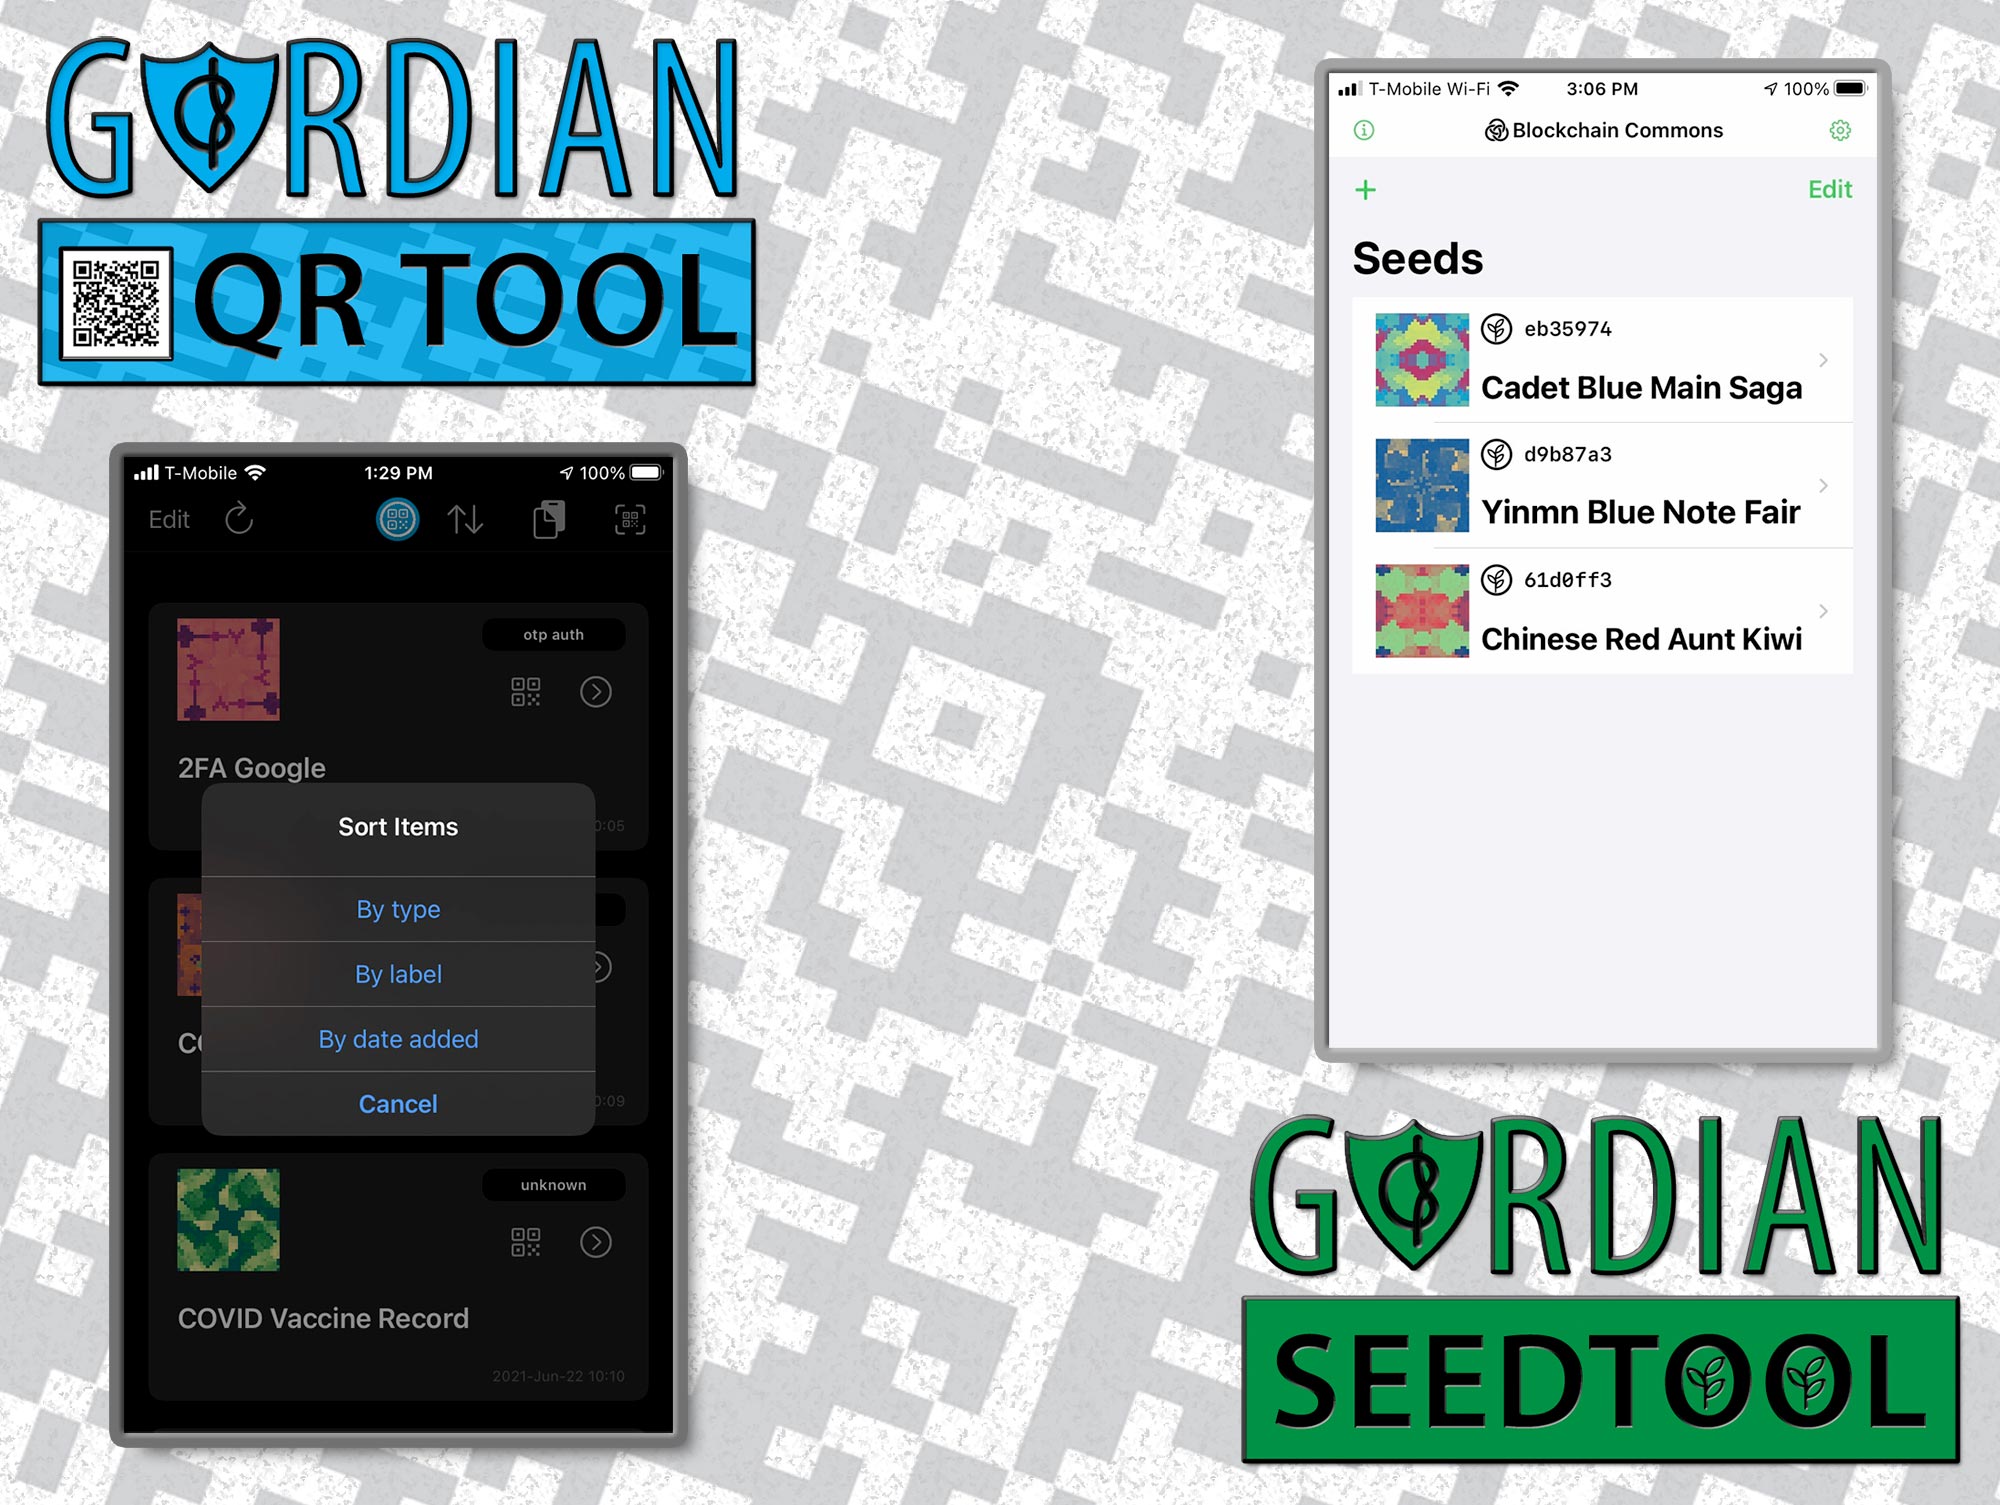 GORDIAN
QR TOOL
T-Mobile 1:29 PM 100%
Edit
otp auth
2FA Google
0:05
Sort Items
By type
By label
By date added
Cancel
0:09
unknown
COVID Vaccine Record
2021-Jun-22 10:10
T-Mobile Wi-Fi 3:06 PM 100%
Blockchain Commons
+ Edit
Seeds
eb35974
Cadet Blue Main Saga
d9b87a3
Yinmn Blue Note Fair
61d0ff3
Chinese Red Aunt Kiwi
GORDIAN
SEEDTOOL